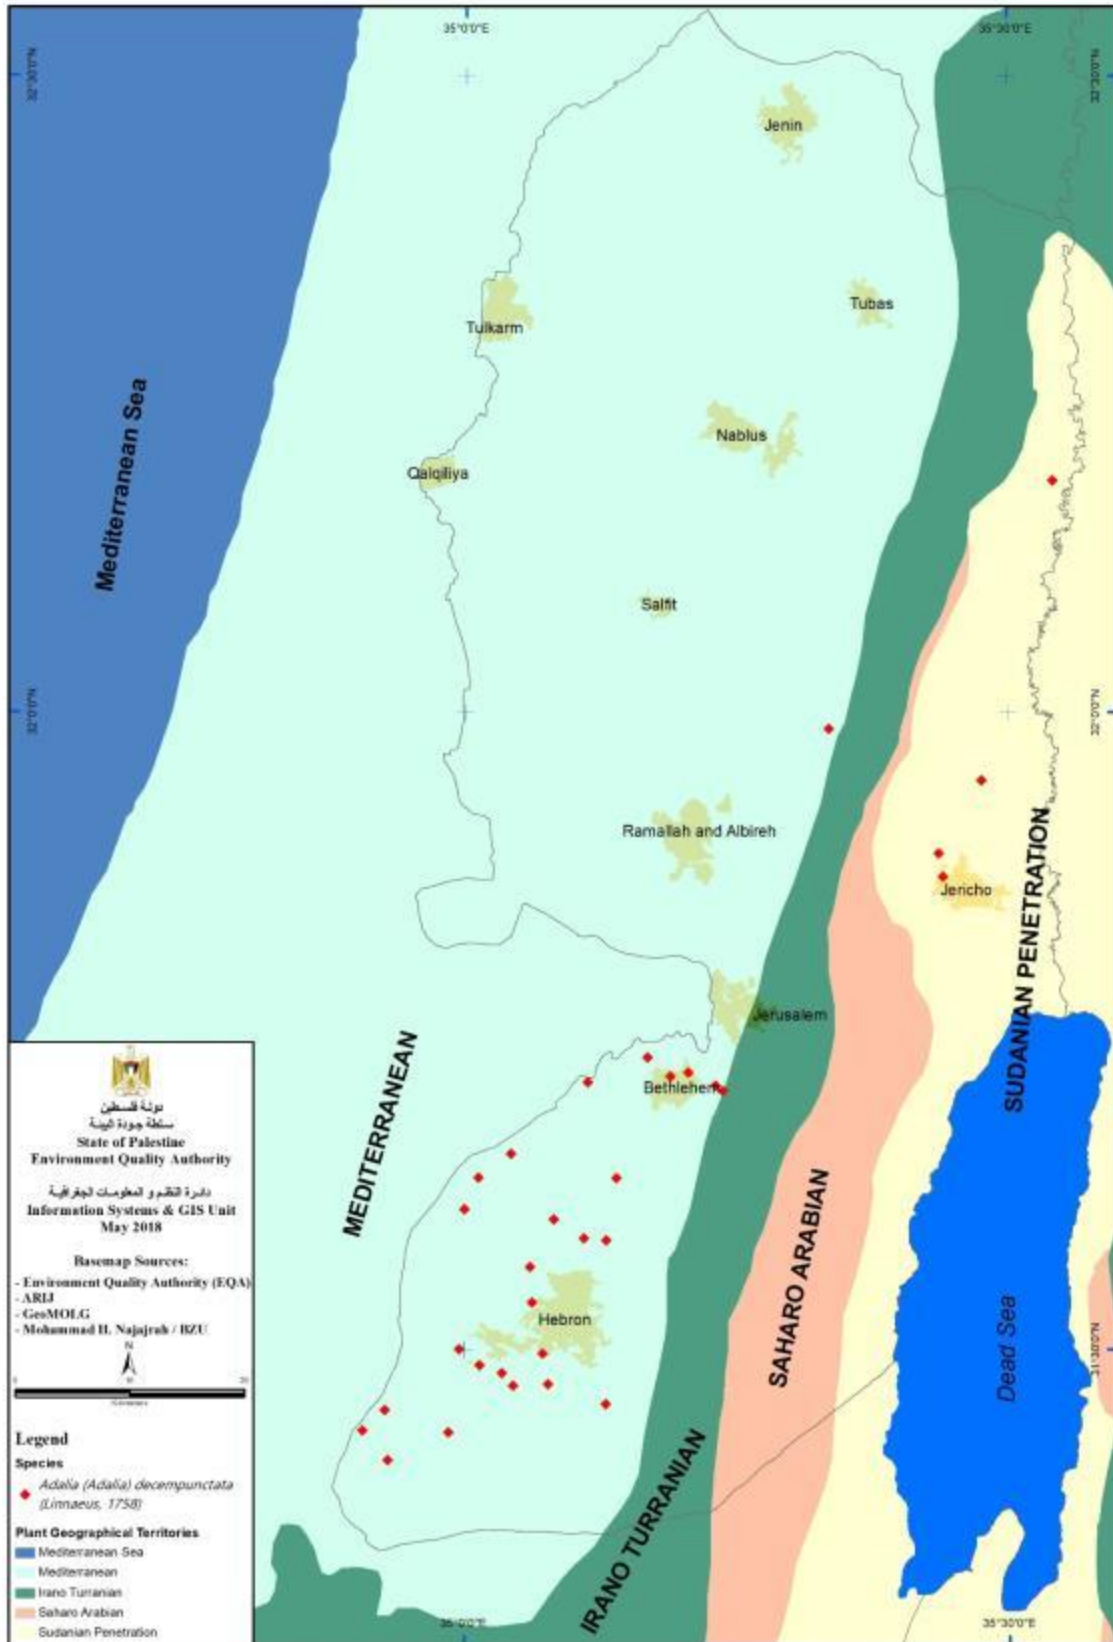 35°0'0"E
35°30'0"E
32°30'0"N
32°30'0"N
Jenin
Tubas
Tulkarm
Mediterranean Sea
Nablus
Qalqiliya
Salfit
32°0'0"N
32°0'0"N
Ramallah and Albireh
Jericho
SUDANIAN PENETRATION
Jerusalem
Bethlehem
MEDITERRANEAN
SAHARO ARABIAN
Hebron
Dead Sea
31°30'0"N
IRANO TURRANIAN
35°0'0"E
35°30'0"E
دولة فلسطين
سلطة جودة البيئة
State of Palestine
Environment Quality Authority
دائرة النظم و المعلومات الجغرافية
Information Systems & GIS Unit
May 2018
Basemap Sources:
- Environment Quality Authority (EQA)
- ARIJ
- GeoMOLG
- Mohammad H. Najajrah / BZU
N
0 10 20
Kilometers
Legend
Species
Adalia (Adalia) decempunctata
(Linnaeus, 1758)
Plant Geographical Territories
Mediterranean Sea
Mediterranean
Irano Turranian
Saharo Arabian
Sudanian Penetration